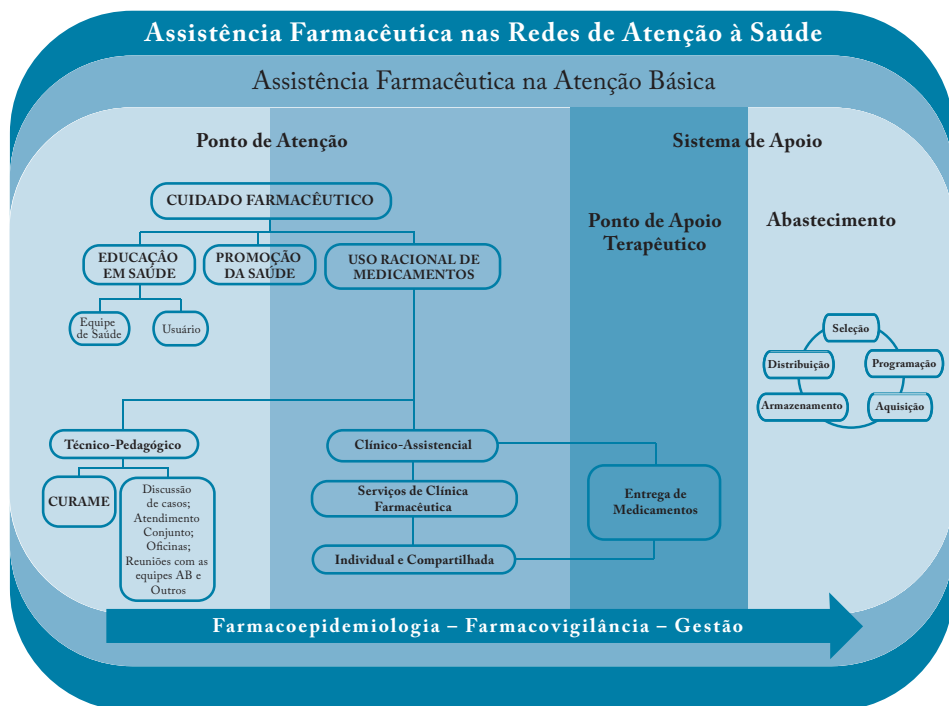 Assistência Farmacêutica nas Redes de Atenção à Saúde
Assistência Farmacêutica na Atenção Básica
Ponto de Atenção
Sistema de Apoio
CUIDADO FARMACÊUTICO
EDUCAÇÂO
EM SAÚDE
PROMOÇÃO
DA SAÚDE
USO RACIONAL DE
MEDICAMENTOS
Equipe
de Saúde
Usuário
Técnico-Pedagógico
CURAME
Discussão
de casos;
Atendimento
Conjunto;
Oficinas;
Reuniões com as
equipes AB e
Outros
Clínico-Assistencial
Serviços de Clínica
Farmacêutica
Individual e Compartilhada
Ponto de Apoio
Terapêutico
Entrega de
Medicamentos
Abastecimento
Seleção
Programação
Aquisição
Armazenamento
Distribuição
Farmacoepidemiologia – Farmacovigilância – Gestão